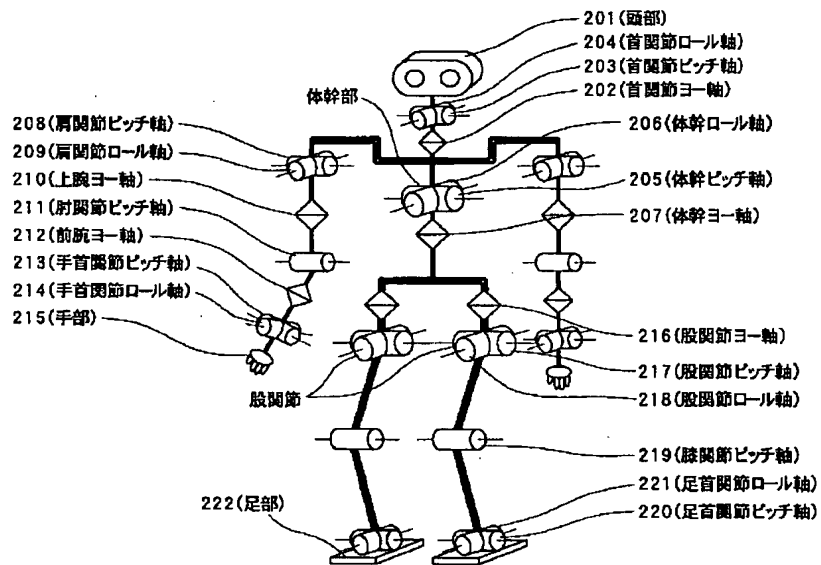 201(頭部)
204(首関節ロール軸)
203(首関節ピッチ軸)
202(首関節ヨー軸)
体幹部
206(体幹ロール軸)
205(体幹ピッチ軸)
207(体幹ヨー軸)
208(肩関節ピッチ軸)
209(肩関節ロール軸)
210(上腕ヨー軸)
211(肘関節ピッチ軸)
212(前腕ヨー軸)
213(手首関節ピッチ軸)
214(手首関節ロール軸)
215(手部)
216(股関節ヨー軸)
217(股関節ピッチ軸)
218(股関節ロール軸)
股関節
219(膝関節ピッチ軸)
221(足首関節ロール軸)
220(足首関節ピッチ軸)
222(足部)